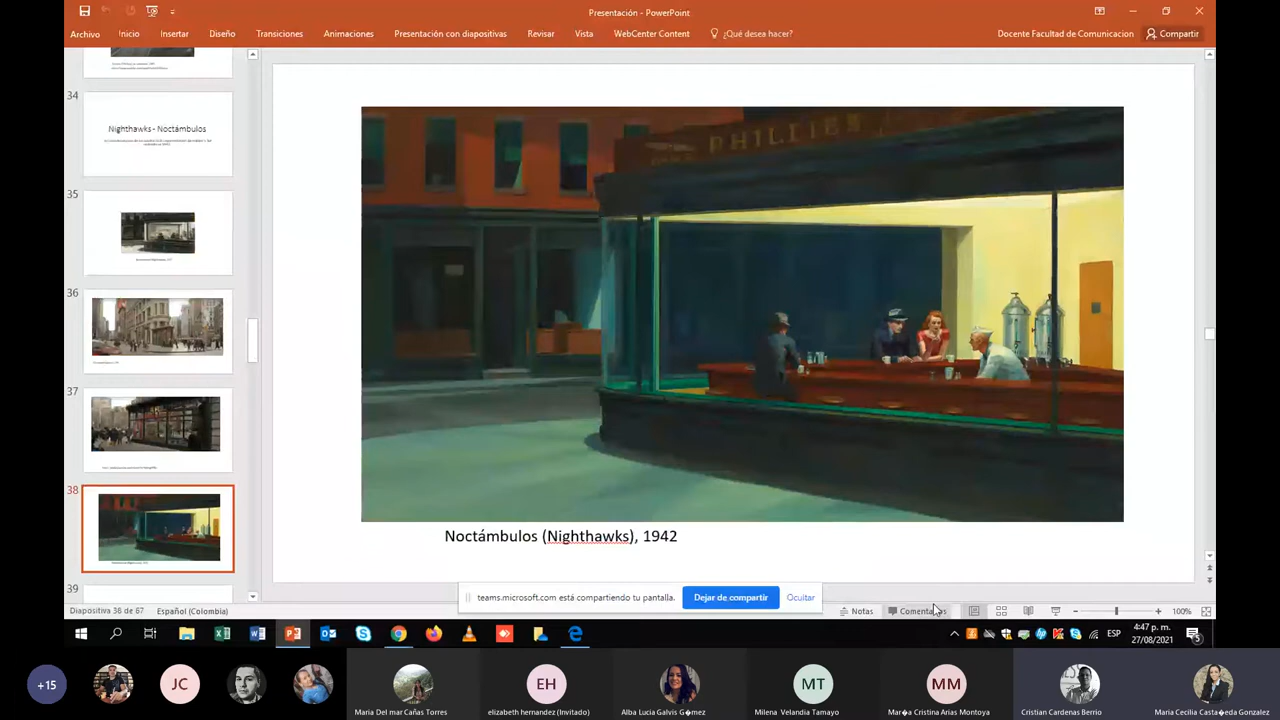 Presentación - PowerPoint
Archivo Inicio Insertar Diseño Transiciones Animaciones Presentación con diapositivas Revisar Vista WebCenter Content ¿Qué desea hacer? Docente Facultad de Comunicacion Compartir
34
Nighthawks - Noctámbulos
35
36
37
38
39
PHILLIES
Noctámbulos (Nighthawks), 1942
teams.microsoft.com está compartiendo tu pantalla. Dejar de compartir Ocultar
Diapositiva 38 de 67 Español (Colombia) Notas Comentarios 100%
ESP
4:47 p. m.
27/08/2021
+15 JC EH MT MM
Maria Del mar Cañas Torres elizabeth hernandez (Invitado) Alba Lucia Galvis G�mez Milena Velandia Tamayo Mar�a Cristina Arias Montoya Cristian Cardenas Berrio Maria Cecilia Casta�eda Gonzalez